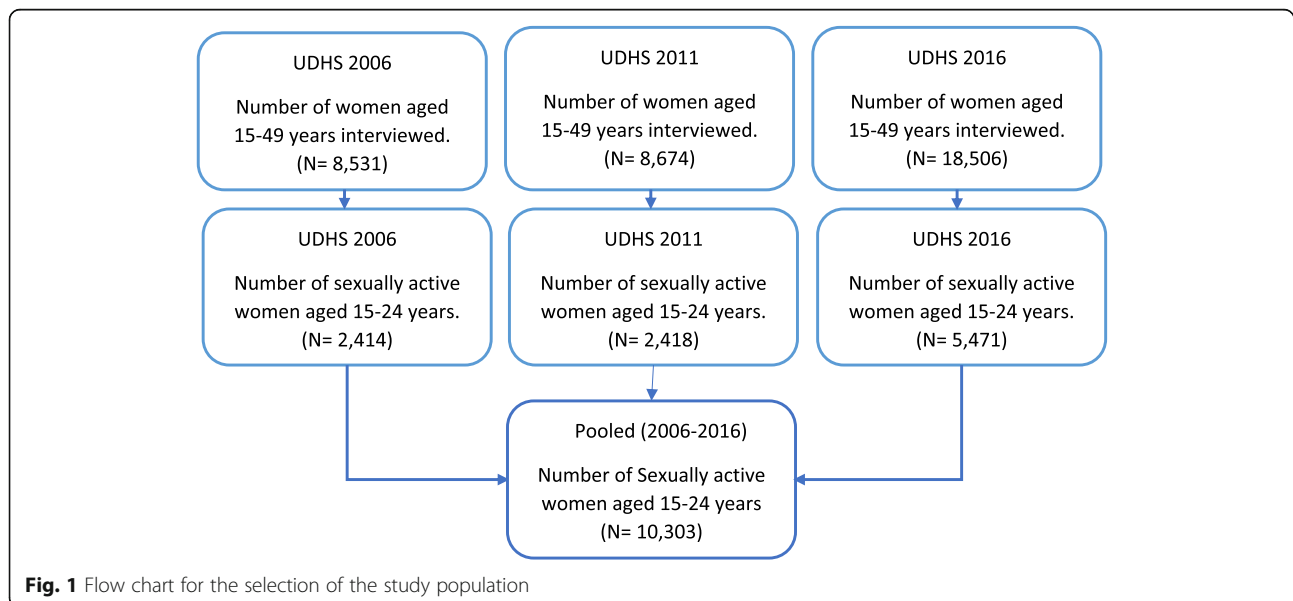 UDHS 2006
Number of women aged
15-49 years interviewed.
(N= 8,531)
UDHS 2011
Number of women aged
15-49 years interviewed.
(N= 8,674)
UDHS 2016
Number of women aged
15-49 years interviewed.
(N= 18,506)
UDHS 2006
Number of sexually active
women aged 15-24 years.
(N= 2,414)
UDHS 2011
Number of sexually active
women aged 15-24 years.
(N= 2,418)
UDHS 2016
Number of sexually active
women aged 15-24 years.
(N= 5,471)
Pooled (2006-2016)
Number of Sexually active
women aged 15-24 years
(N= 10,303)
Fig. 1 Flow chart for the selection of the study population